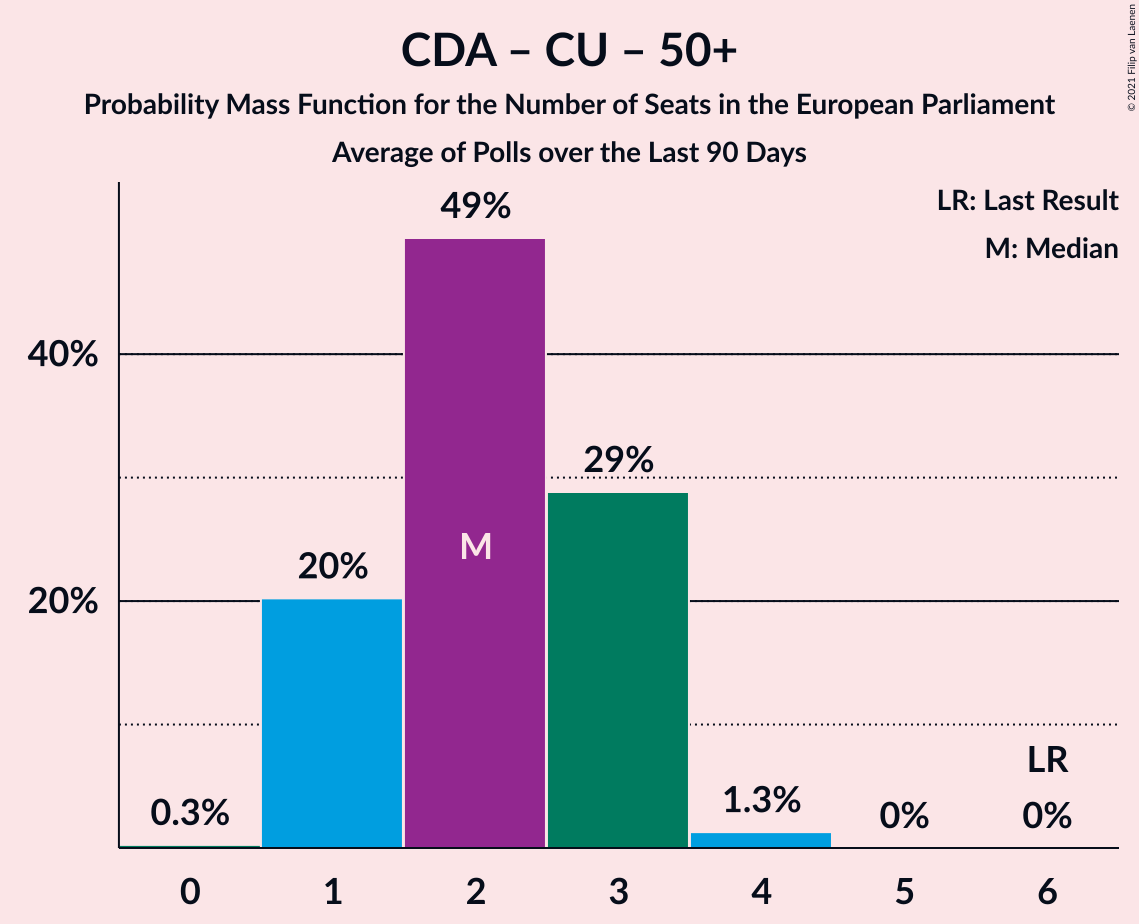 CDA – CU – 50+
Probability Mass Function for the Number of Seats in the European Parliament
Average of Polls over the Last 90 Days
© 2021 Filip van Laenen
LR: Last Result
M: Median
49%
40%
29%
M
20%
20%
LR
0.3%
1.3%
0%
0%
0 1 2 3 4 5 6